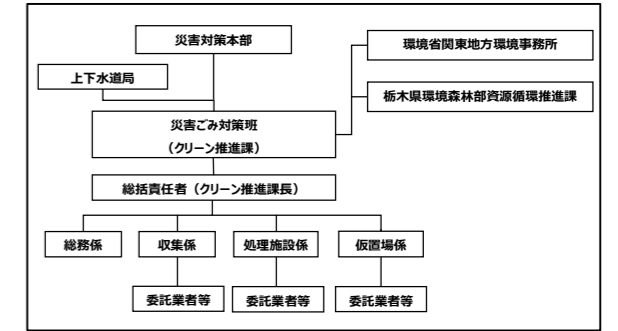 災害対策本部
環境省関東地方環境事務所
上下水道局
栃木県環境森林部資源循環推進課
災害ごみ対策班
（クリーン推進課）
総括責任者（クリーン推進課長）
総務係
収集係
処理施設係
仮置場係
委託業者等
委託業者等
委託業者等